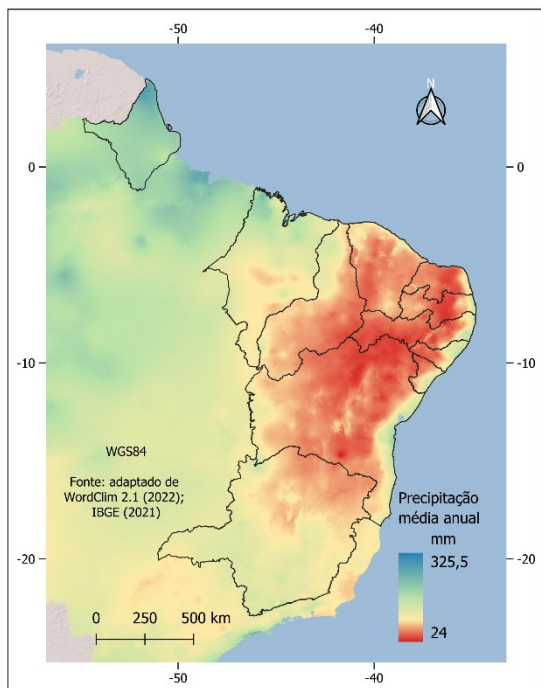 -50 -40
N
0 0
-10 -10
WGS84
Fonte: adaptado de
WordClim 2.1 (2022);
IBGE (2021)
Precipitação
média anual
mm
325,5
24
-20 -20
0 250 500 km
-50 -40